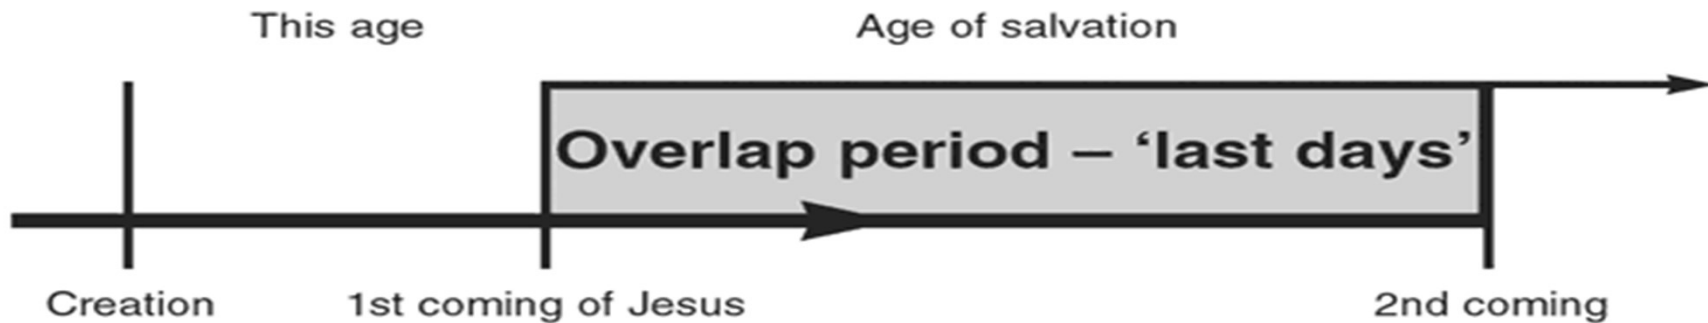 This age
Age of salvation
Overlap period – ‘last days’
Creation
1st coming of Jesus
2nd coming